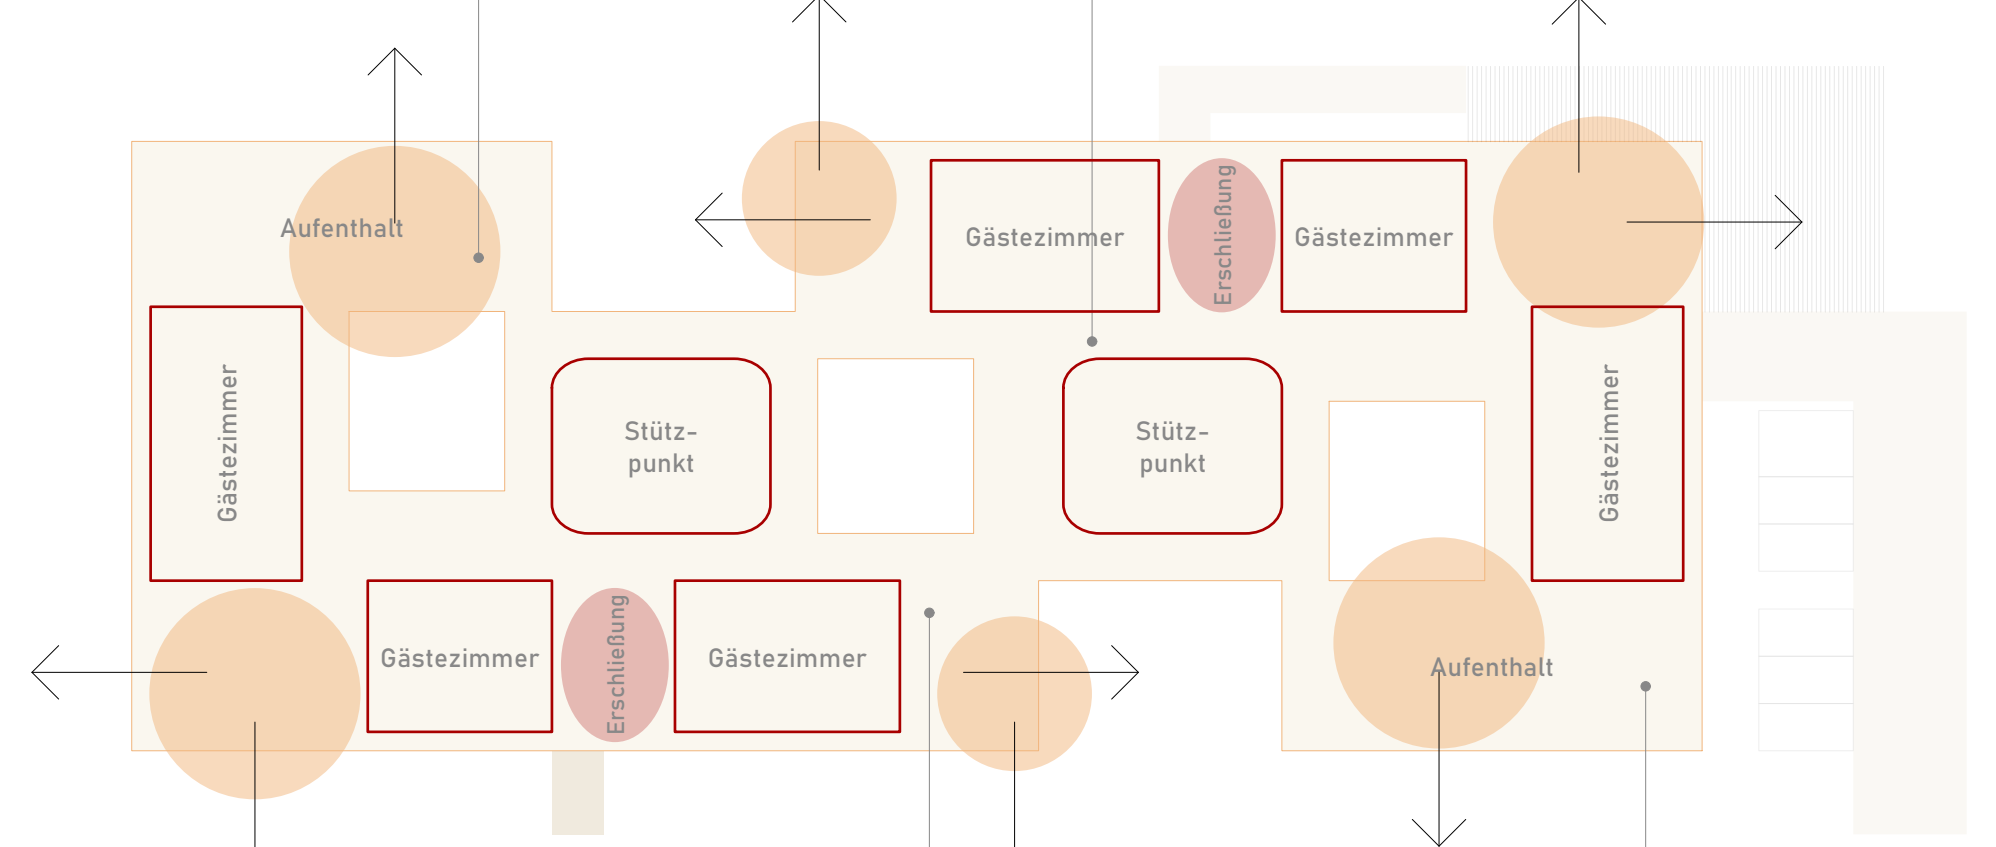 Aufenthalt
Gästezimmer
Erschließung
Gästezimmer
Gästezimmer
Stütz-
punkt
Stütz-
punkt
Gästezimmer
Gästezimmer
Erschließung
Gästezimmer
Aufenthalt